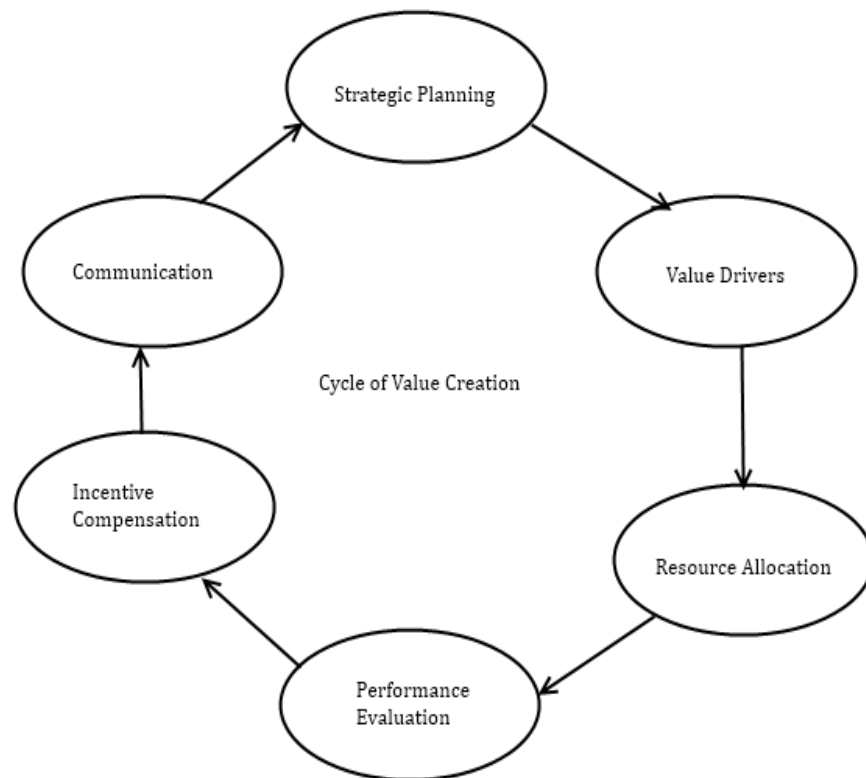 Strategic Planning
Communication
Value Drivers
Cycle of Value Creation
Incentive
Compensation
Resource Allocation
Performance
Evaluation